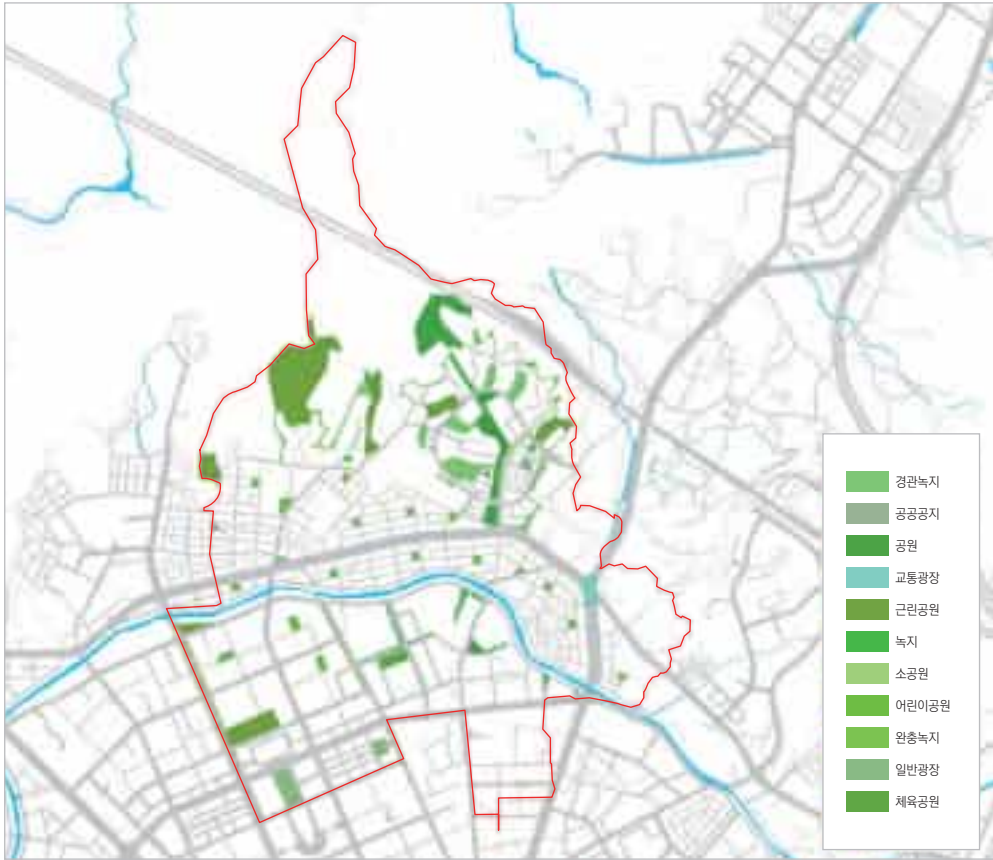 경관녹지
공공공지
공원
교통광장
근린공원
녹지
소공원
어린이공원
완충녹지
일반광장
체육공원